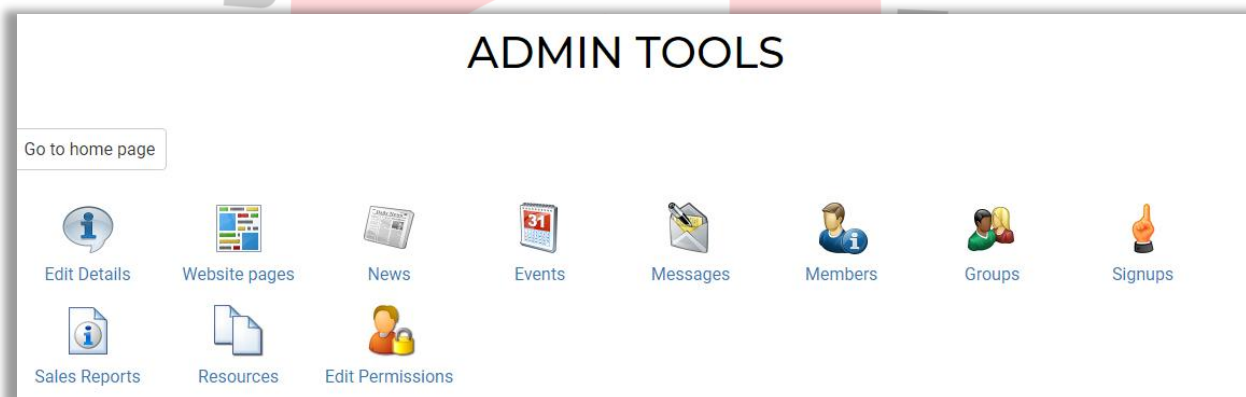 ADMIN TOOLS
Go to home page
31
Edit Details Website pages News Events Messages Members Groups Signups
Sales Reports Resources Edit Permissions